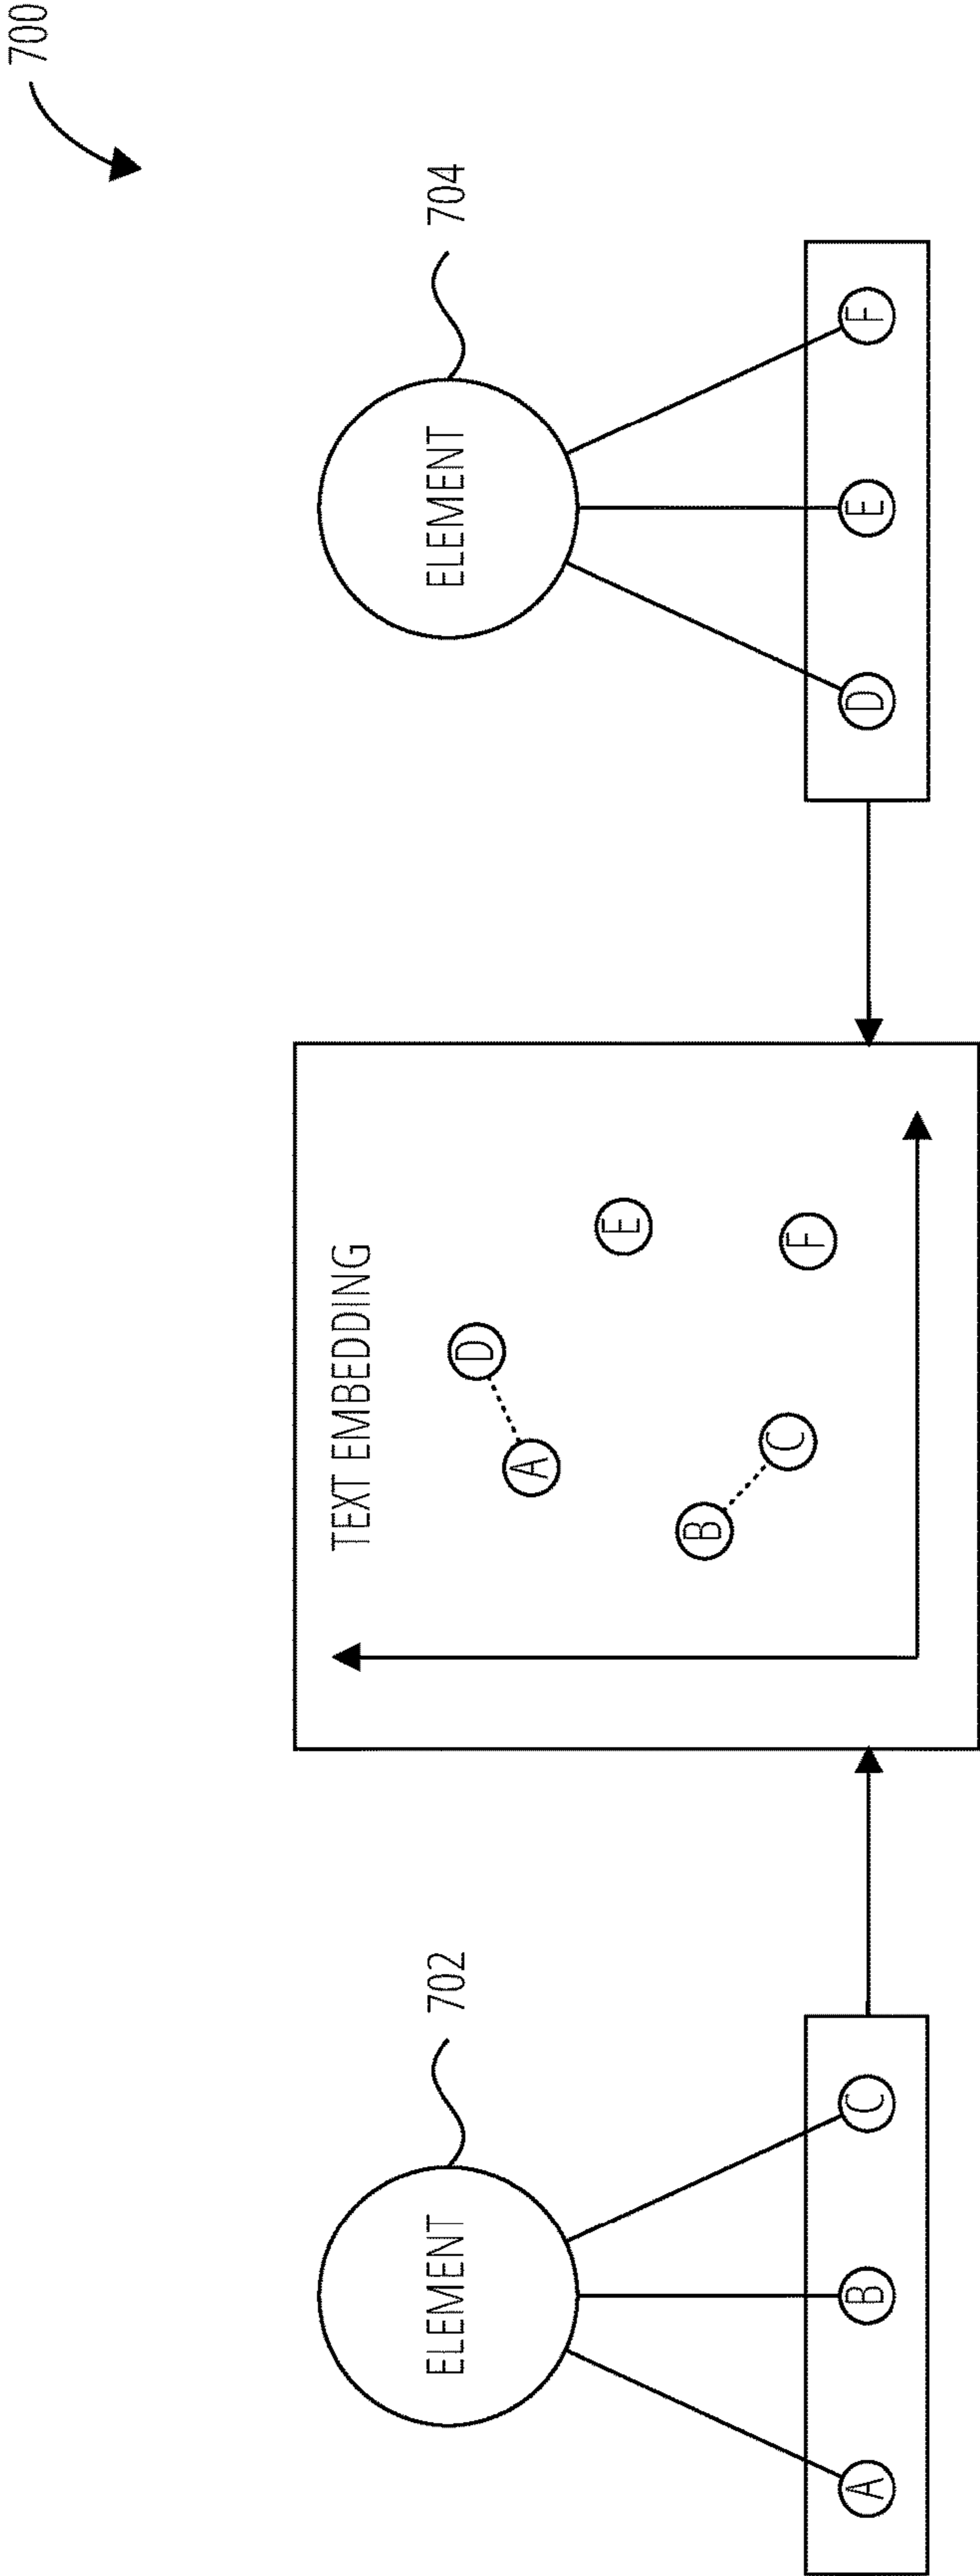 700
ELEMENT
702
A
B
C
TEXT EMBEDDING
D
A
E
B
C
F
ELEMENT
704
D
E
F